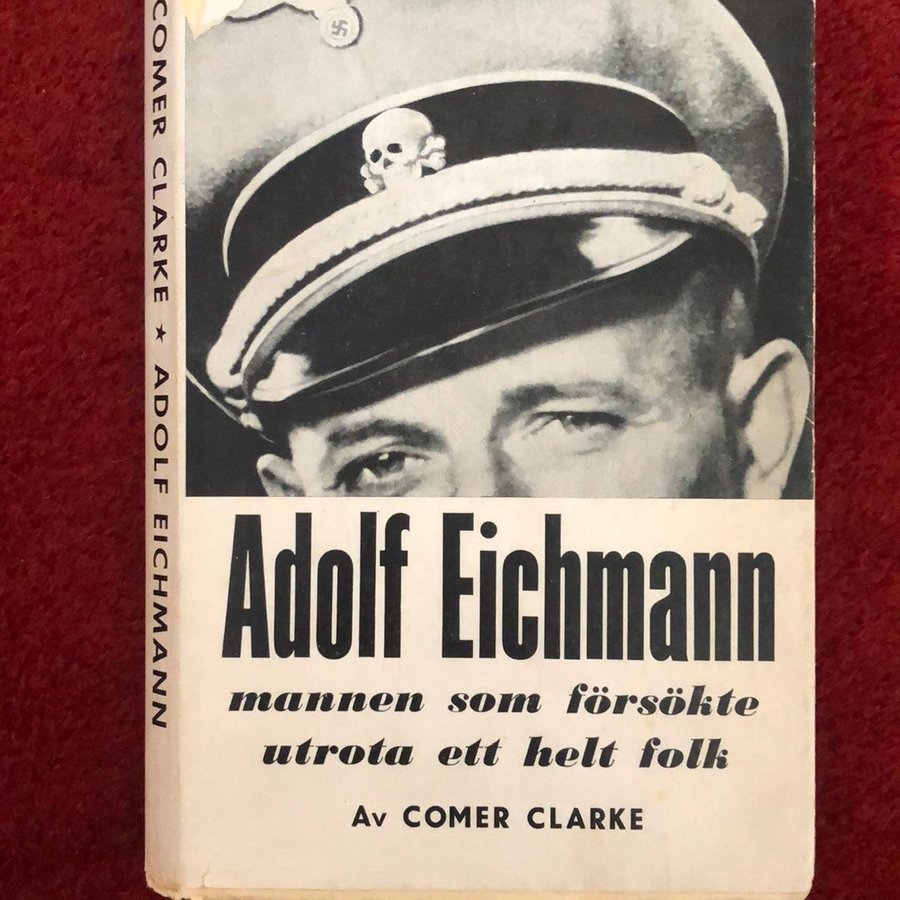 COMER CLARKE ★ ADOLF EICHMANN
Adolf Eichmann
mannen som försökte
utrota ett helt folk
Av COMER CLARKE